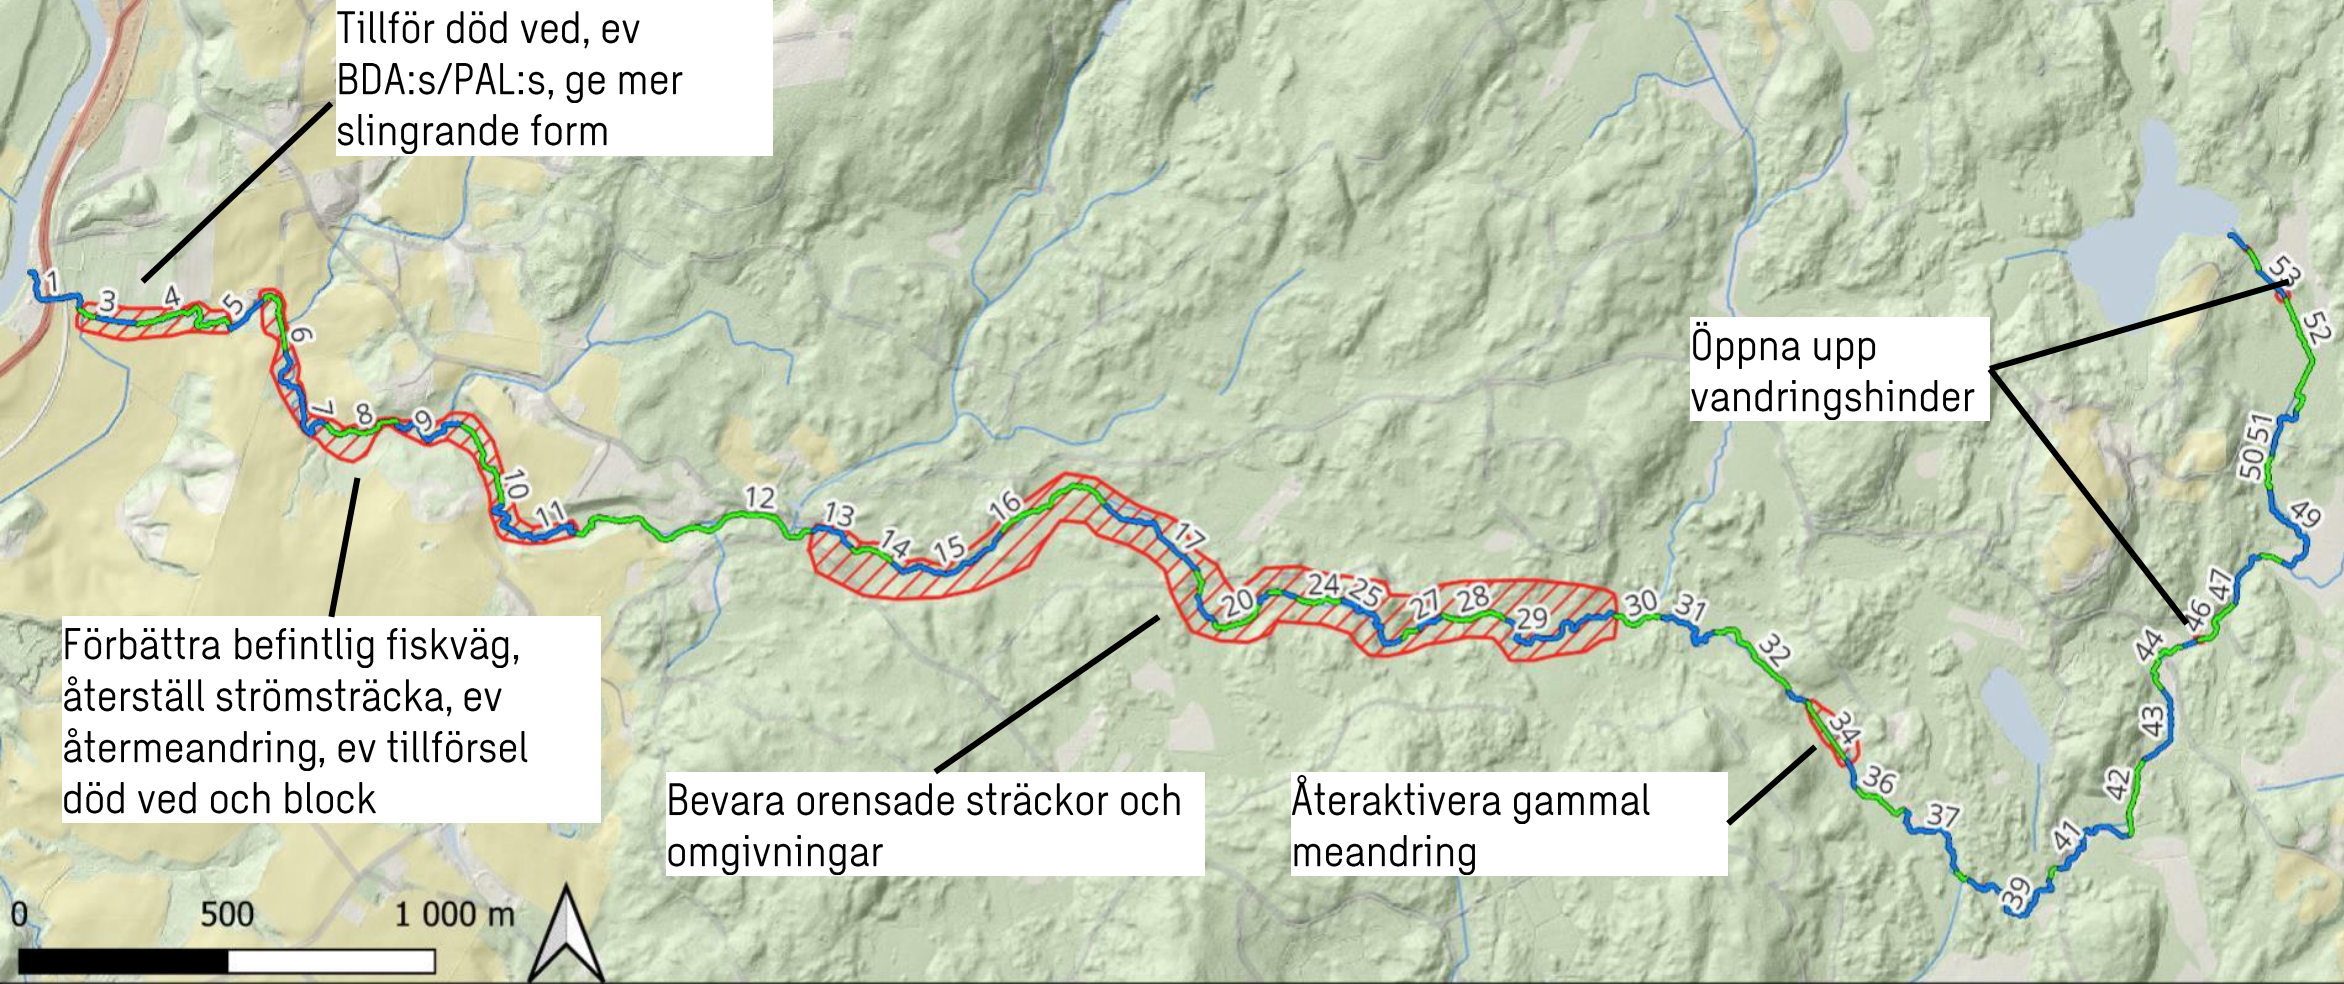 Tillför död ved, ev
BDA:s/PAL:s, ge mer
slingrande form
1
3
4
5
6
7
8
9
10
11
12
13
14
15
16
17
20
24
25
27
28
29
30
31
32
34
36
37
39
41
42
43
44
46
47
49
50
51
52
53
Öppna upp
vandringshinder
Förbättra befintlig fiskväg,
återställ strömsträcka, ev
återmeandring, ev tillförsel
död ved och block
Bevara orensade sträckor och
omgivningar
Återaktivera gammal
meandring
0 500 1 000 m